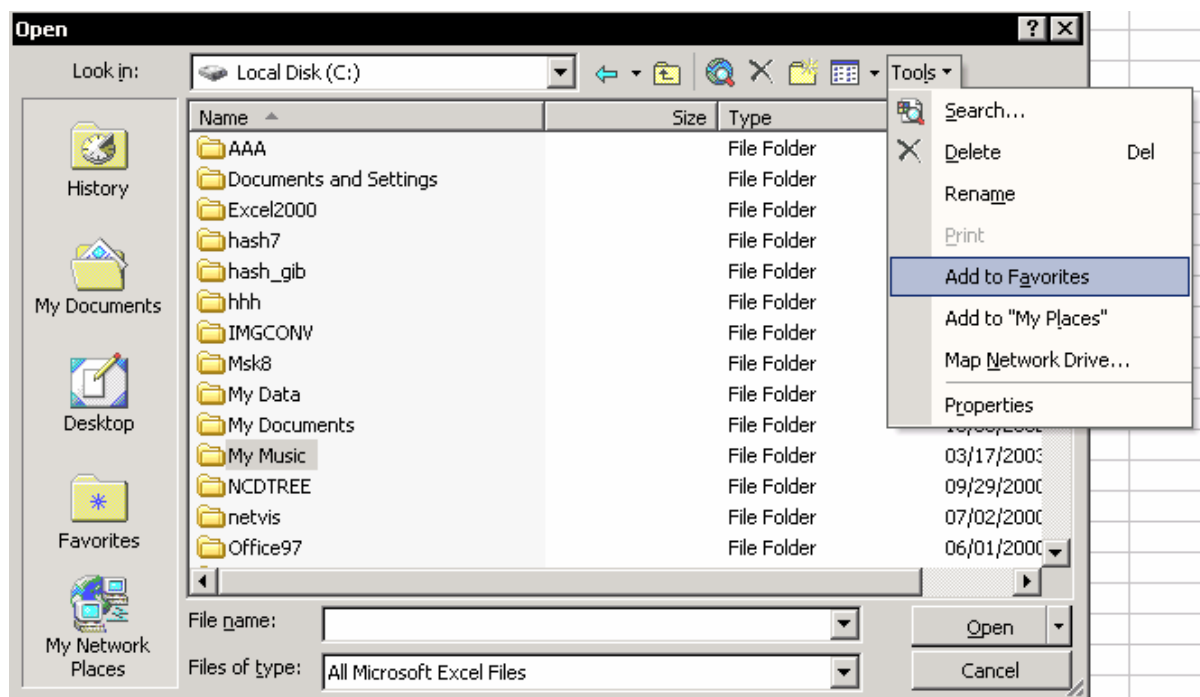 Open
Look in: Local Disk (C:) Tools
History
My Documents
Desktop
Favorites
My Network
Places
Name Size Type
AAA File Folder
Documents and Settings File Folder
Excel2000 File Folder
hash7 File Folder
hash_gib File Folder
hhh File Folder
IMGCONV File Folder
Msk8 File Folder
My Data File Folder
My Documents File Folder
My Music File Folder 03/17/2003
NCDTREE File Folder 09/29/2000
netvis File Folder 07/02/2000
Office97 File Folder 06/01/2000
Search...
Delete Del
Rename
Print
Add to Favorites
Add to "My Places"
Map Network Drive...
Properties
File name: Open
Files of type: All Microsoft Excel Files Cancel